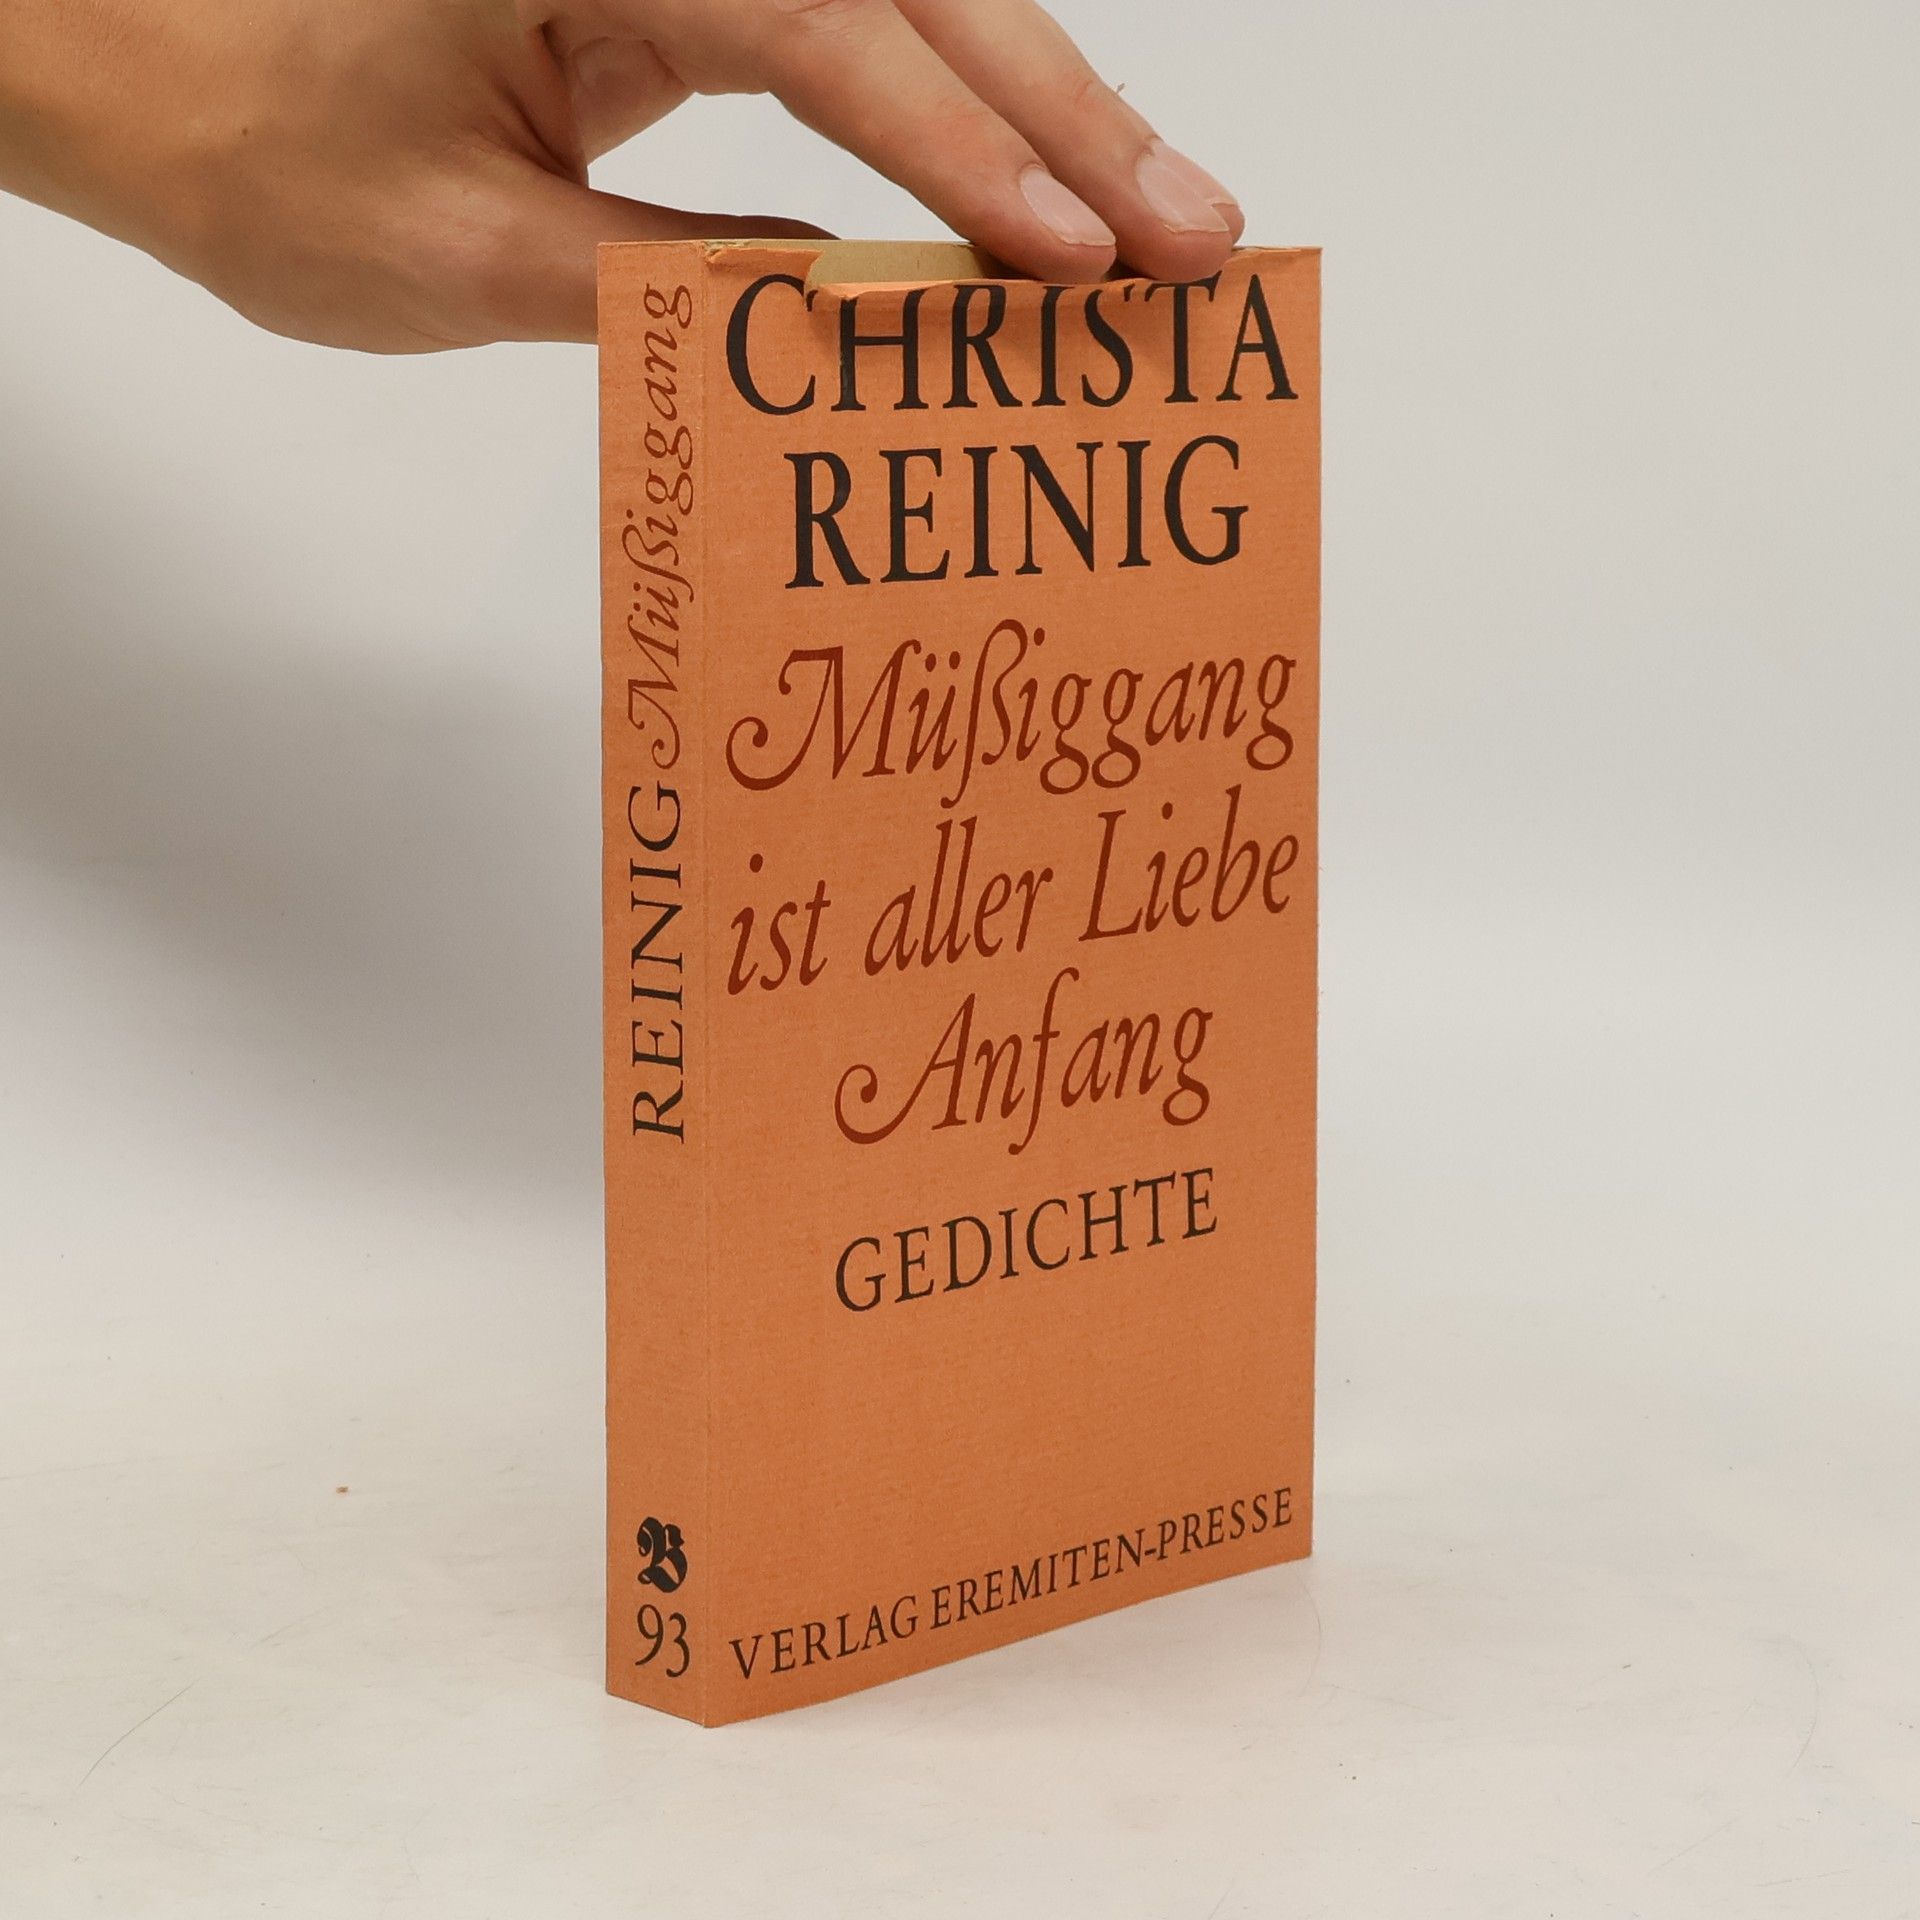 CHRISTA
REINIG
Müßiggang
ist aller Liebe
Anfang
GEDICHTE
VERLAG EREMITEN-PRESSE
REINIG Müßiggang
B
93